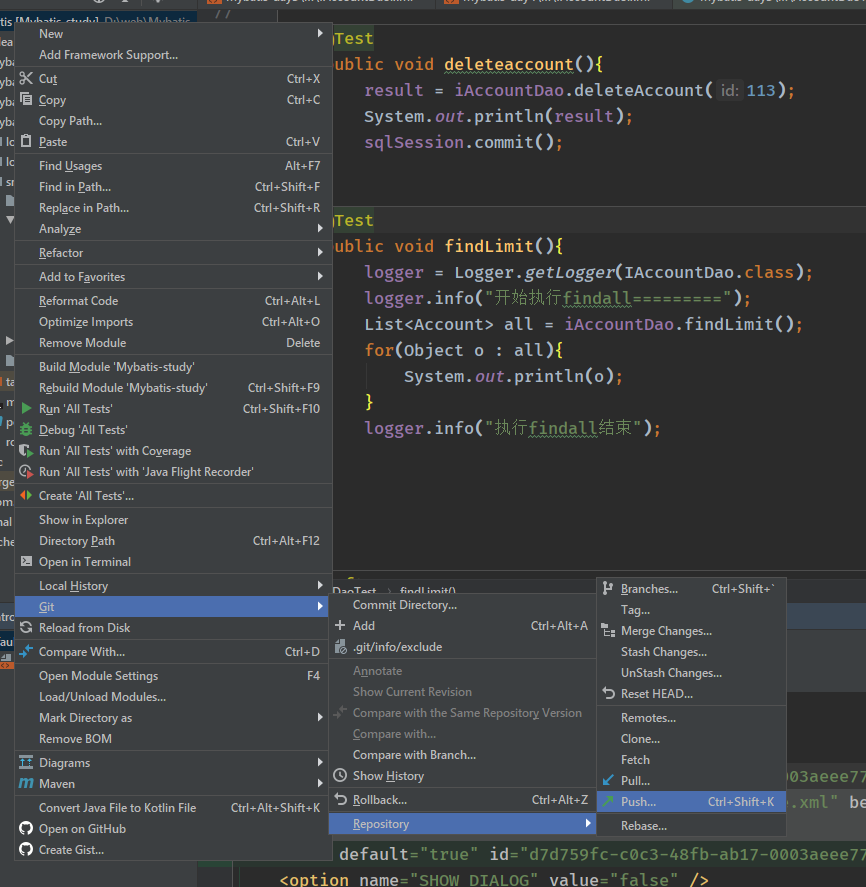 //
tis [Mybatis_study] D:\web\Mybatis
New
Add Framework Support...
Cut Ctrl+X
Copy Ctrl+C
Copy Path...
Paste Ctrl+V
Find Usages Alt+F7
Find in Path... Ctrl+Shift+F
Replace in Path... Ctrl+Shift+R
Analyze
Refactor
Add to Favorites
Reformat Code Ctrl+Alt+L
Optimize Imports Ctrl+Alt+O
Remove Module Delete
Build Module 'Mybatis-study'
Rebuild Module 'Mybatis-study' Ctrl+Shift+F9
Run 'All Tests' Ctrl+Shift+F10
Debug 'All Tests'
Run 'All Tests' with Coverage
Run 'All Tests' with 'Java Flight Recorder'
Create 'All Tests'...
Show in Explorer
Directory Path Ctrl+Alt+F12
Open in Terminal
Local History
Git
Reload from Disk
Compare With... Ctrl+D
Open Module Settings F4
Load/Unload Modules...
Mark Directory as
Remove BOM
Diagrams
Maven
Convert Java File to Kotlin File Ctrl+Alt+Shift+K
Open on GitHub
Create Gist...
Test
ublic void deleteaccount(){
result = iAccountDao.deleteAccount( id: 113);
System.out.println(result);
sqlSession.commit();
Test
ublic void findLimit(){
logger = Logger.getLogger(IAccountDao.class);
logger.info("开始执行findall=========");
List<Account> all = iAccountDao.findLimit();
for(Object o : all){
System.out.println(o);
}
logger.info("执行findall结束");
DaoTest findLimit()
Commit Directory...
Add Ctrl+Alt+A
.git/info/exclude
Annotate
Show Current Revision
Compare with the Same Repository Version
Compare with...
Compare with Branch...
Show History
Rollback... Ctrl+Alt+Z
Repository
Branches... Ctrl+Shift+`
Tag...
Merge Changes...
Stash Changes...
UnStash Changes...
Reset HEAD...
Remotes...
Clone...
Fetch
Pull...
Push... Ctrl+Shift+K
Rebase...
0003aeee77
e.xml" be
default="true" id="d7d759fc-c0c3-48fb-ab17-0003aeee77
<option name="SHOW_DIALOG" value="false" />